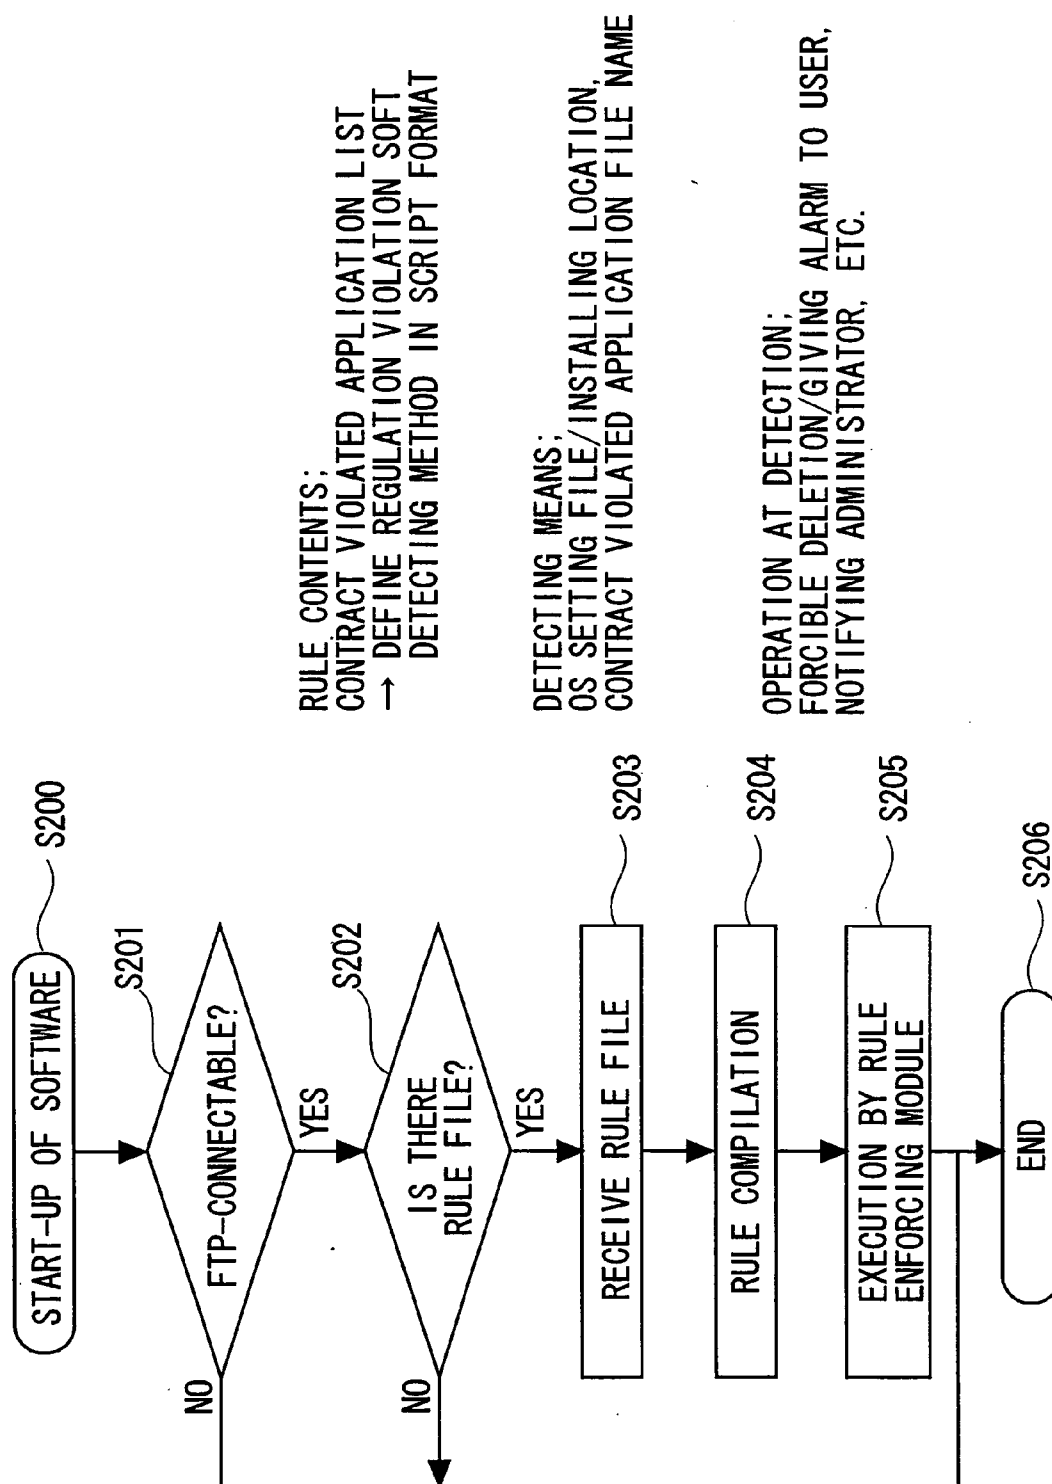 START-UP OF SOFTWARE
S200
S201
FTP-CONNECTABLE?
NO
YES
S202
IS THERE
RULE FILE?
NO
YES
S203
RECEIVE RULE FILE
S204
RULE COMPILATION
S205
EXECUTION BY RULE
ENFORCING MODULE
S206
END
RULE CONTENTS;
CONTRACT VIOLATED APPLICATION LIST
→ DEFINE REGULATION VIOLATION SOFT
DETECTING METHOD IN SCRIPT FORMAT
DETECTING MEANS;
OS SETTING FILE/INSTALLING LOCATION,
CONTRACT VIOLATED APPLICATION FILE NAME
OPERATION AT DETECTION;
FORCIBLE DELETION/GIVING ALARM TO USER,
NOTIFYING ADMINISTRATOR, ETC.